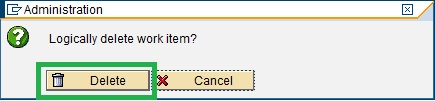 Administration
Logically delete work item?
Delete
Cancel